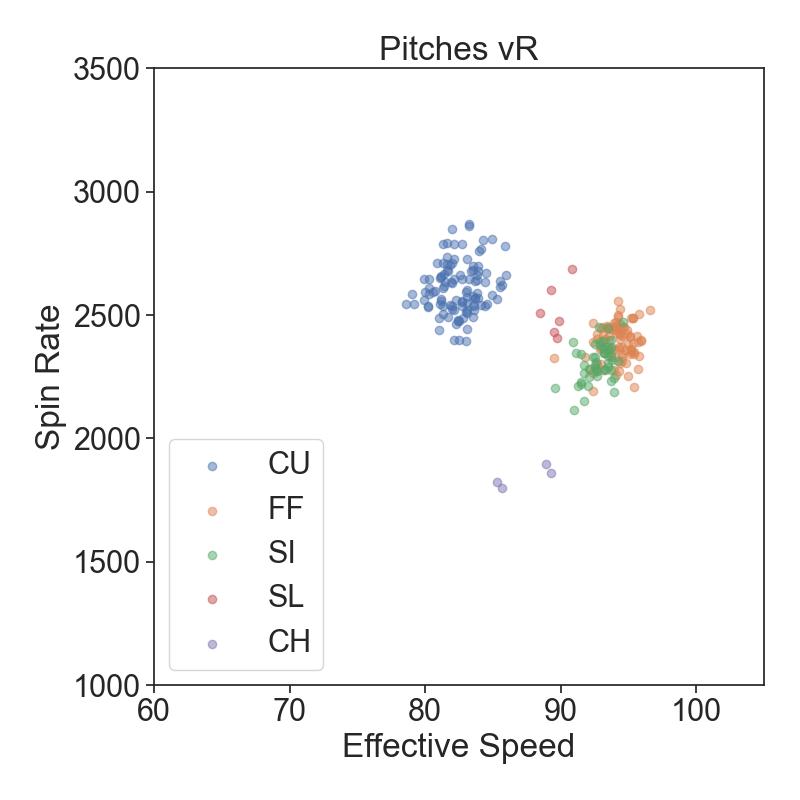 Pitches vR
3500
3000
2500
2000
1500
1000
Spin Rate
CU
FF
SI
SL
CH
60 70 80 90 100
Effective Speed